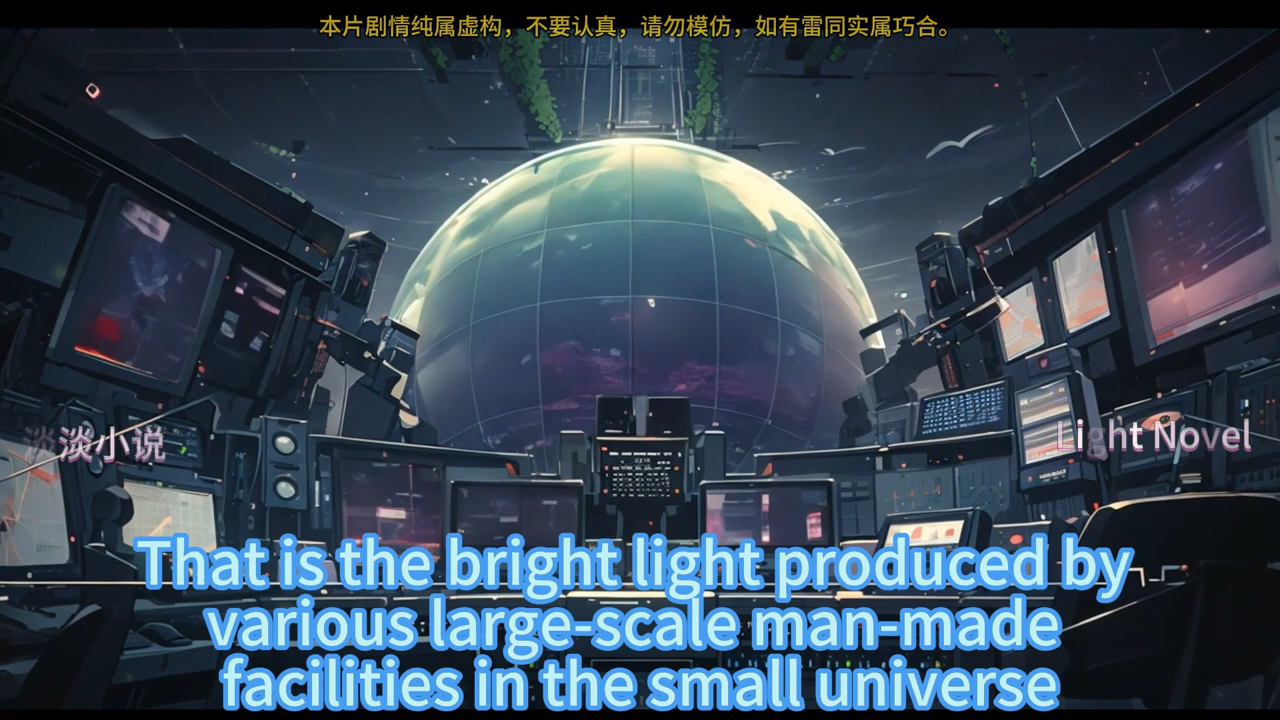 本片剧情纯属虚构，不要认真，请勿模仿，如有雷同实属巧合。
淡淡小说
Light Novel
That is the bright light produced by
various large-scale man-made
facilities in the small universe